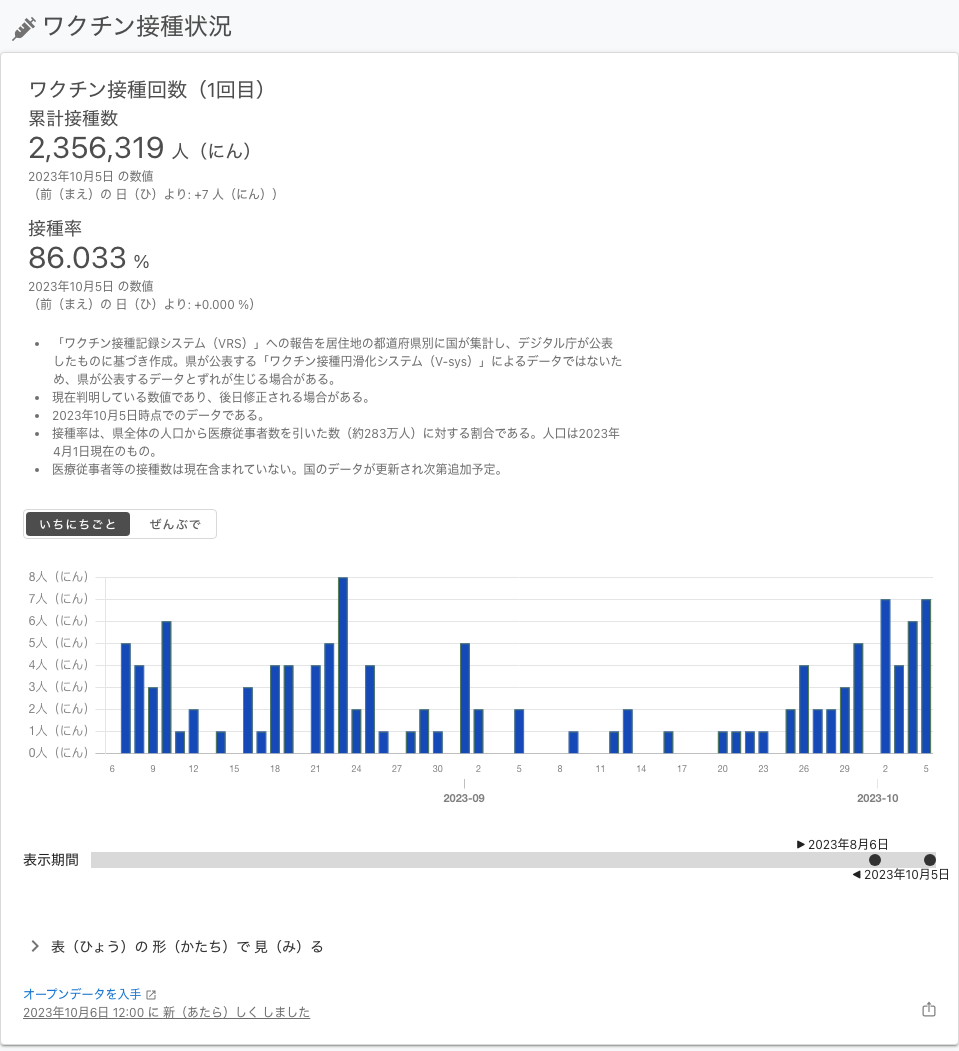 ワクチン接種状況
ワクチン接種回数（1回目）
累計接種数
2,356,319 人（にん）
2023年10月5日 の数値
（前（まえ）の 日（ひ）より: +7 人（にん））
接種率
86.033 %
2023年10月5日 の数値
（前（まえ）の 日（ひ）より: +0.000 %）
• 「ワクチン接種記録システム（VRS）」への報告を居住地の都道府県別に国が集計し、デジタル庁が公表
したものに基づき作成。県が公表する「ワクチン接種円滑化システム（V-sys）」によるデータではないた
め、県が公表するデータとずれが生じる場合がある。
• 現在判明している数値であり、後日修正される場合がある。
• 2023年10月5日時点でのデータである。
• 接種率は、県全体の人口から医療従事者数を引いた数（約283万人）に対する割合である。人口は2023年
4月1日現在のもの。
• 医療従事者等の接種数は現在含まれていない。国のデータが更新され次第追加予定。
いちにちごと ぜんぶで
8人（にん）
7人（にん）
6人（にん）
5人（にん）
4人（にん）
3人（にん）
2人（にん）
1人（にん）
0人（にん）
6 9 12 15 18 21 24 27 30 2 5 8 11 14 17 20 23 26 29 2 5
2023-09 2023-10
▶ 2023年8月6日
表示期間
◀ 2023年10月5日
表（ひょう）の 形（かたち）で 見（み）る
オープンデータを入手
2023年10月6日 12:00 に 新（あたら）しく しました